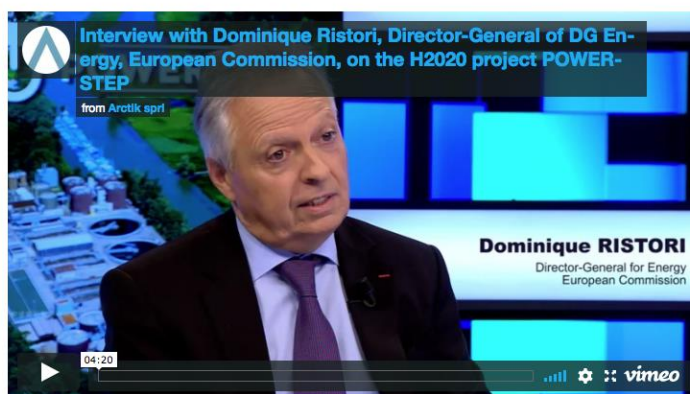 Interview with Dominique Ristori, Director-General of DG En-
ergy, European Commission, on the H2020 project POWER-
STEP
from Arctik sprl
POWER
Dominique RISTORI
Director-General for Energy
European Commission
04:20
vimeo